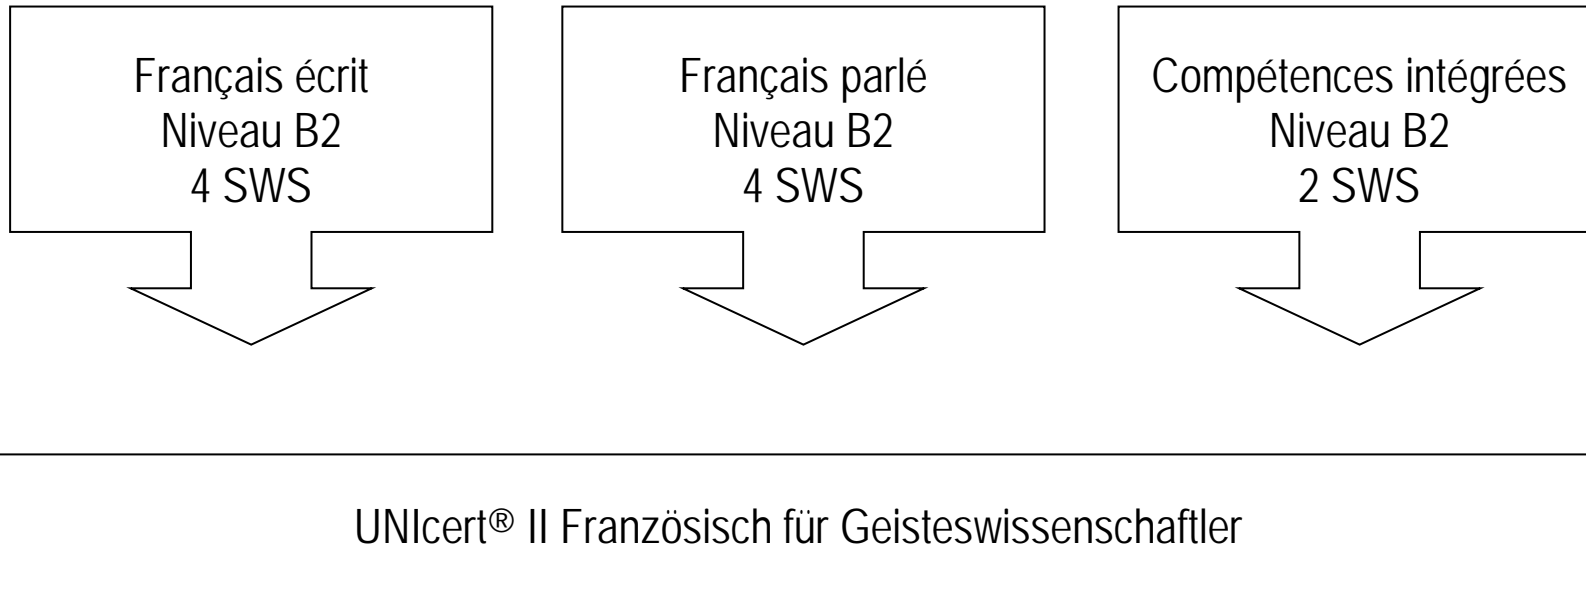 Français écrit
Niveau B2
4 SWS
Français parlé
Niveau B2
4 SWS
Compétences intégrées
Niveau B2
2 SWS
UNIcert® II Französisch für Geisteswissenschaftler